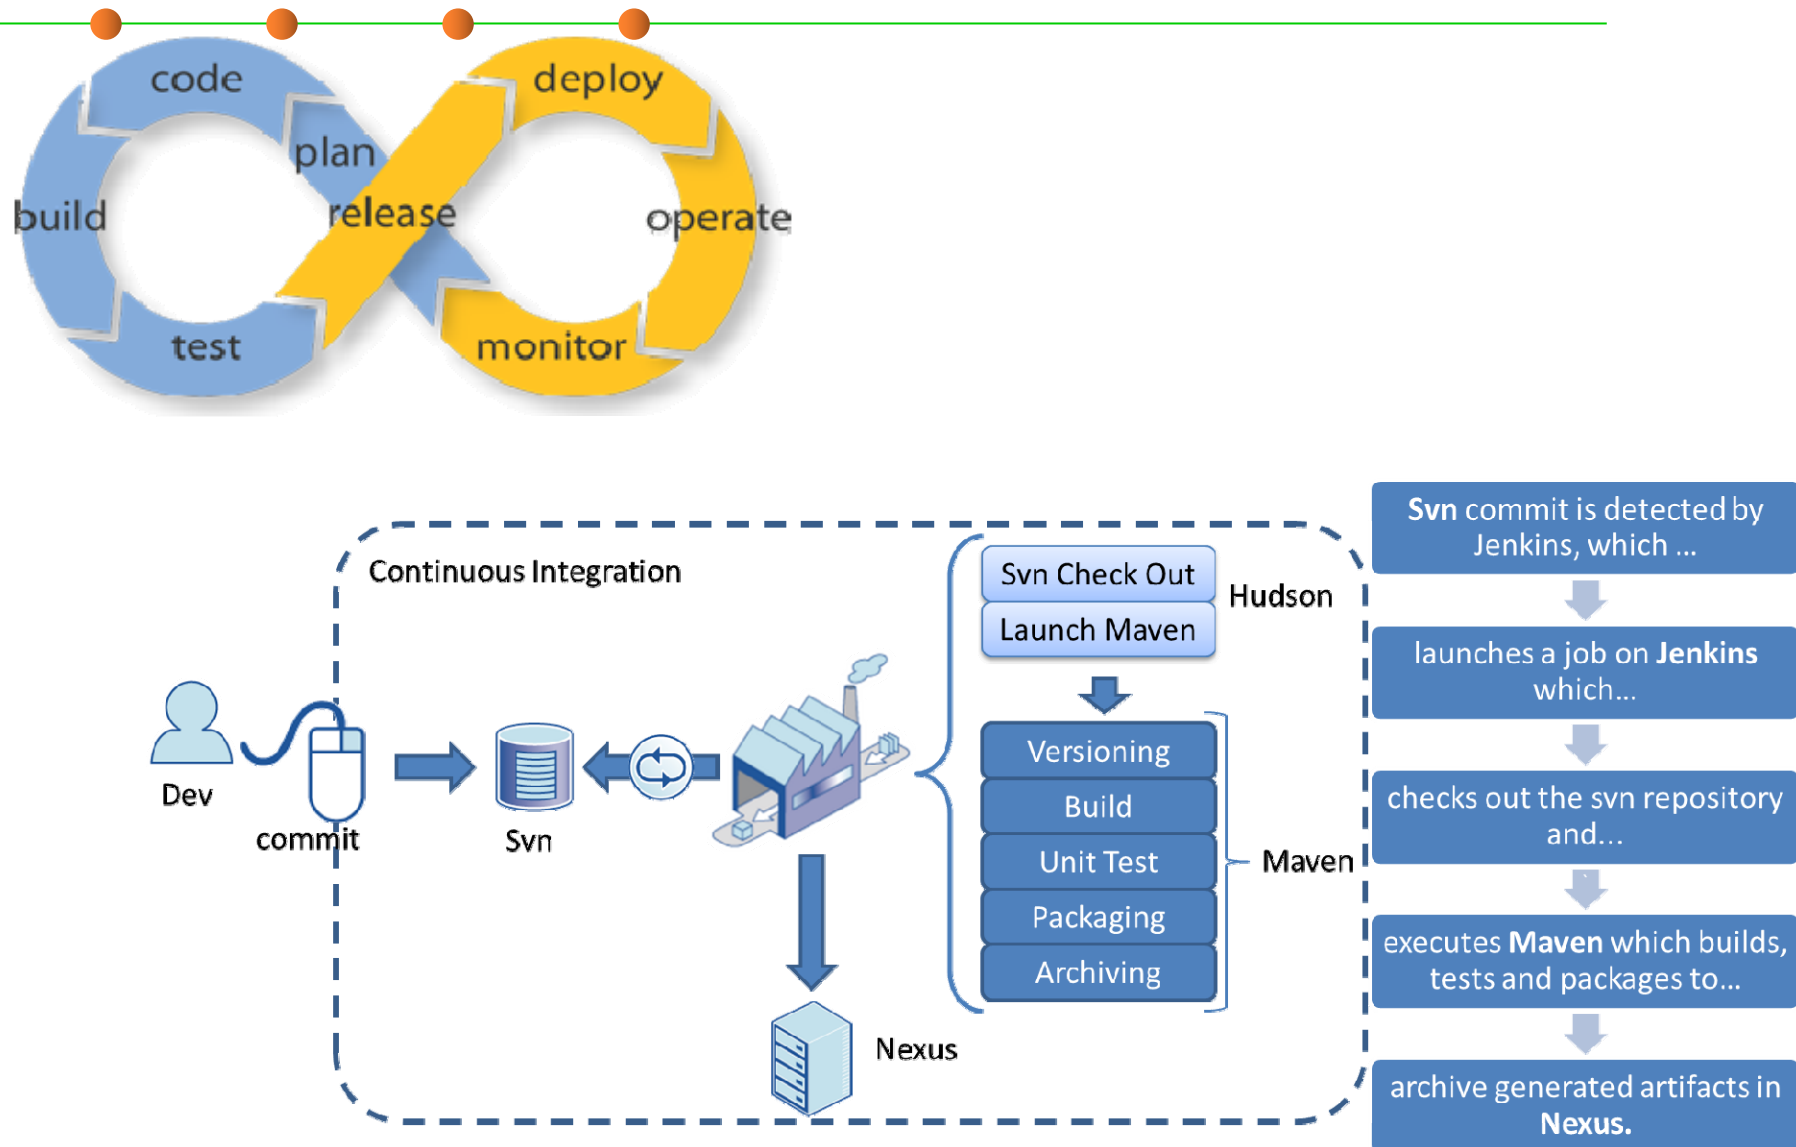 code
deploy
plan
build
release
operate
test
monitor
Continuous Integration
Dev
commit
Svn
Nexus
Svn Check Out
Launch Maven
Hudson
Versioning
Build
Unit Test
Packaging
Archiving
Maven
Svn commit is detected by
Jenkins, which ...
launches a job on Jenkins
which...
checks out the svn repository
and...
executes Maven which builds,
tests and packages to...
archive generated artifacts in
Nexus.